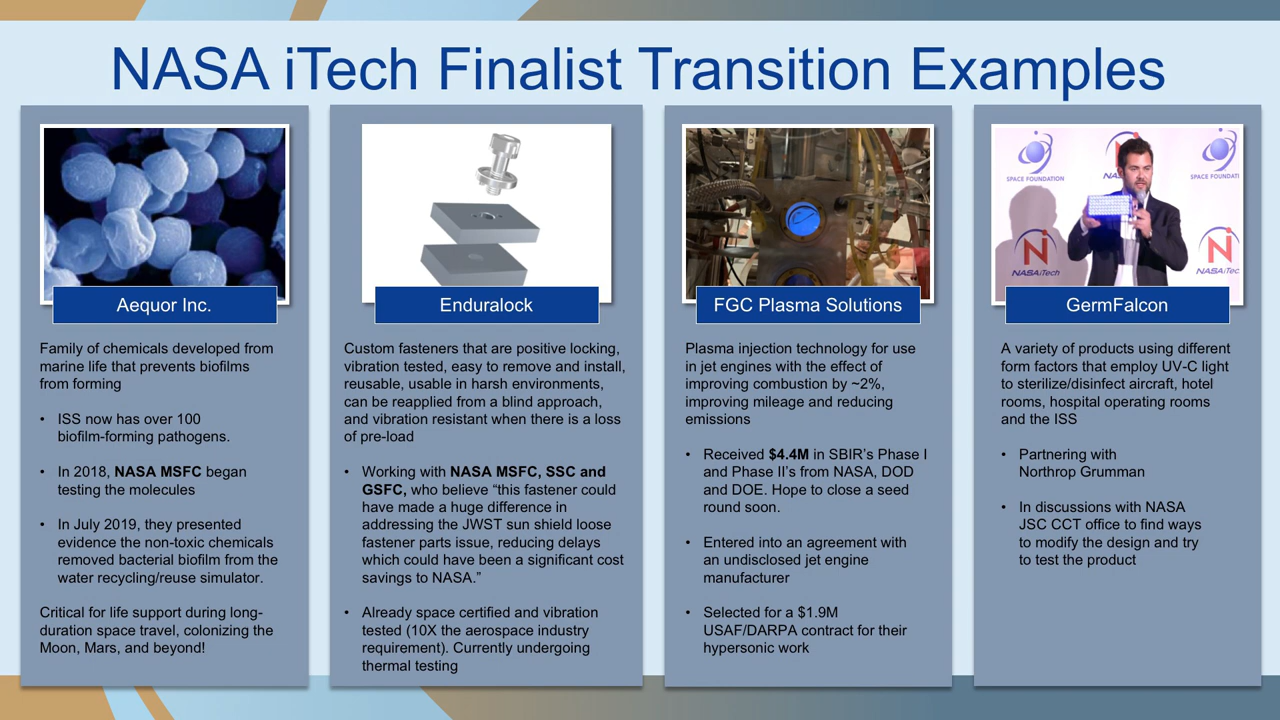 NASA iTech Finalist Transition Examples
SPACE FOUNDATION
NAS
SPACE FOUNDATI
NASAiTech
NASAiTec
Aequor Inc.
Family of chemicals developed from
marine life that prevents biofilms
from forming
• ISS now has over 100
biofilm-forming pathogens.
• In 2018, NASA MSFC began
testing the molecules
• In July 2019, they presented
evidence the non-toxic chemicals
removed bacterial biofilm from the
water recycling/reuse simulator.
Critical for life support during long-
duration space travel, colonizing the
Moon, Mars, and beyond!
Enduralock
Custom fasteners that are positive locking,
vibration tested, easy to remove and install,
reusable, usable in harsh environments,
can be reapplied from a blind approach,
and vibration resistant when there is a loss
of pre-load
• Working with NASA MSFC, SSC and
GSFC, who believe “this fastener could
have made a huge difference in
addressing the JWST sun shield loose
fastener parts issue, reducing delays
which could have been a significant cost
savings to NASA.”
• Already space certified and vibration
tested (10X the aerospace industry
requirement). Currently undergoing
thermal testing
FGC Plasma Solutions
Plasma injection technology for use
in jet engines with the effect of
improving combustion by ~2%,
improving mileage and reducing
emissions
• Received $4.4M in SBIR’s Phase I
and Phase II’s from NASA, DOD
and DOE. Hope to close a seed
round soon.
• Entered into an agreement with
an undisclosed jet engine
manufacturer
• Selected for a $1.9M
USAF/DARPA contract for their
hypersonic work
GermFalcon
A variety of products using different
form factors that employ UV-C light
to sterilize/disinfect aircraft, hotel
rooms, hospital operating rooms
and the ISS
• Partnering with
Northrop Grumman
• In discussions with NASA
JSC CCT office to find ways
to modify the design and try
to test the product